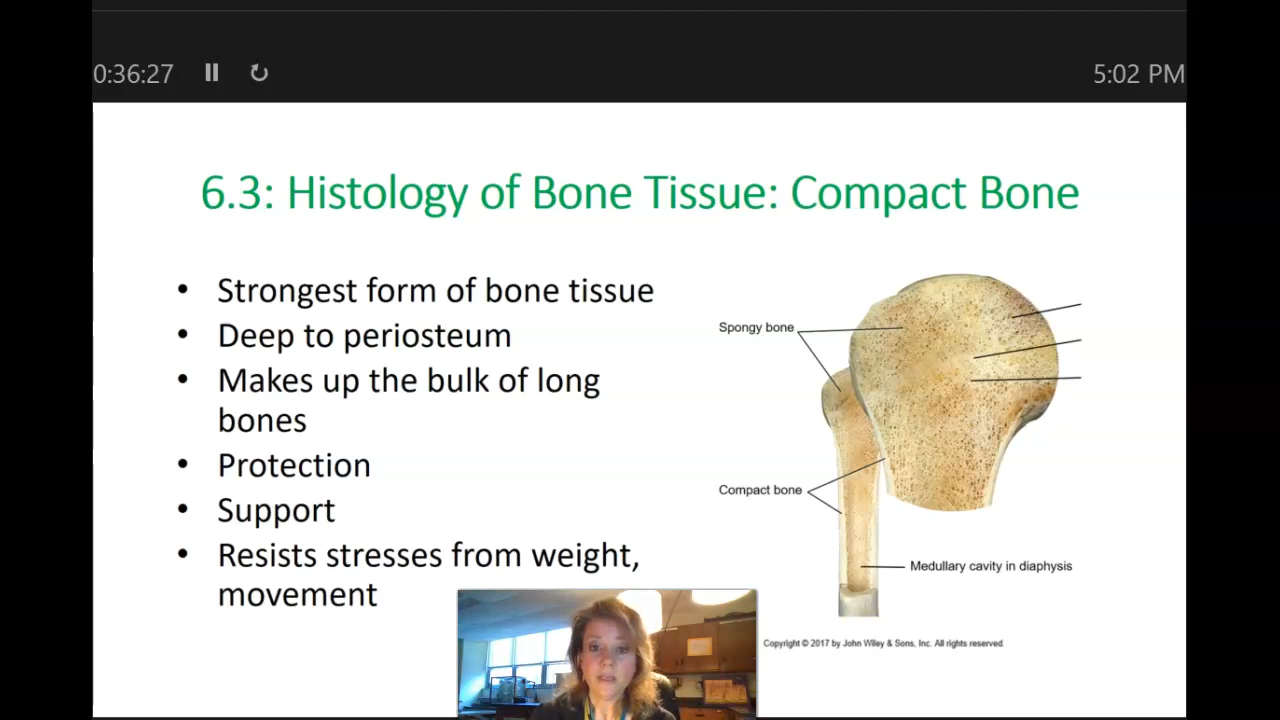 0:36:27
5:02 PM
6.3: Histology of Bone Tissue: Compact Bone
• Strongest form of bone tissue
• Deep to periosteum
• Makes up the bulk of long
bones
• Protection
• Support
• Resists stresses from weight,
movement
Spongy bone
Compact bone
Medullary cavity in diaphysis
Copyright © 2017 by John Wiley & Sons, Inc. All rights reserved.